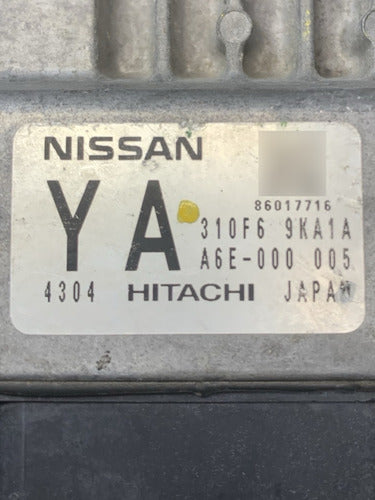 NISSAN
86017716
YA
310F6 9KA1A
A6E-000 005
4304 HITACHI JAPAN